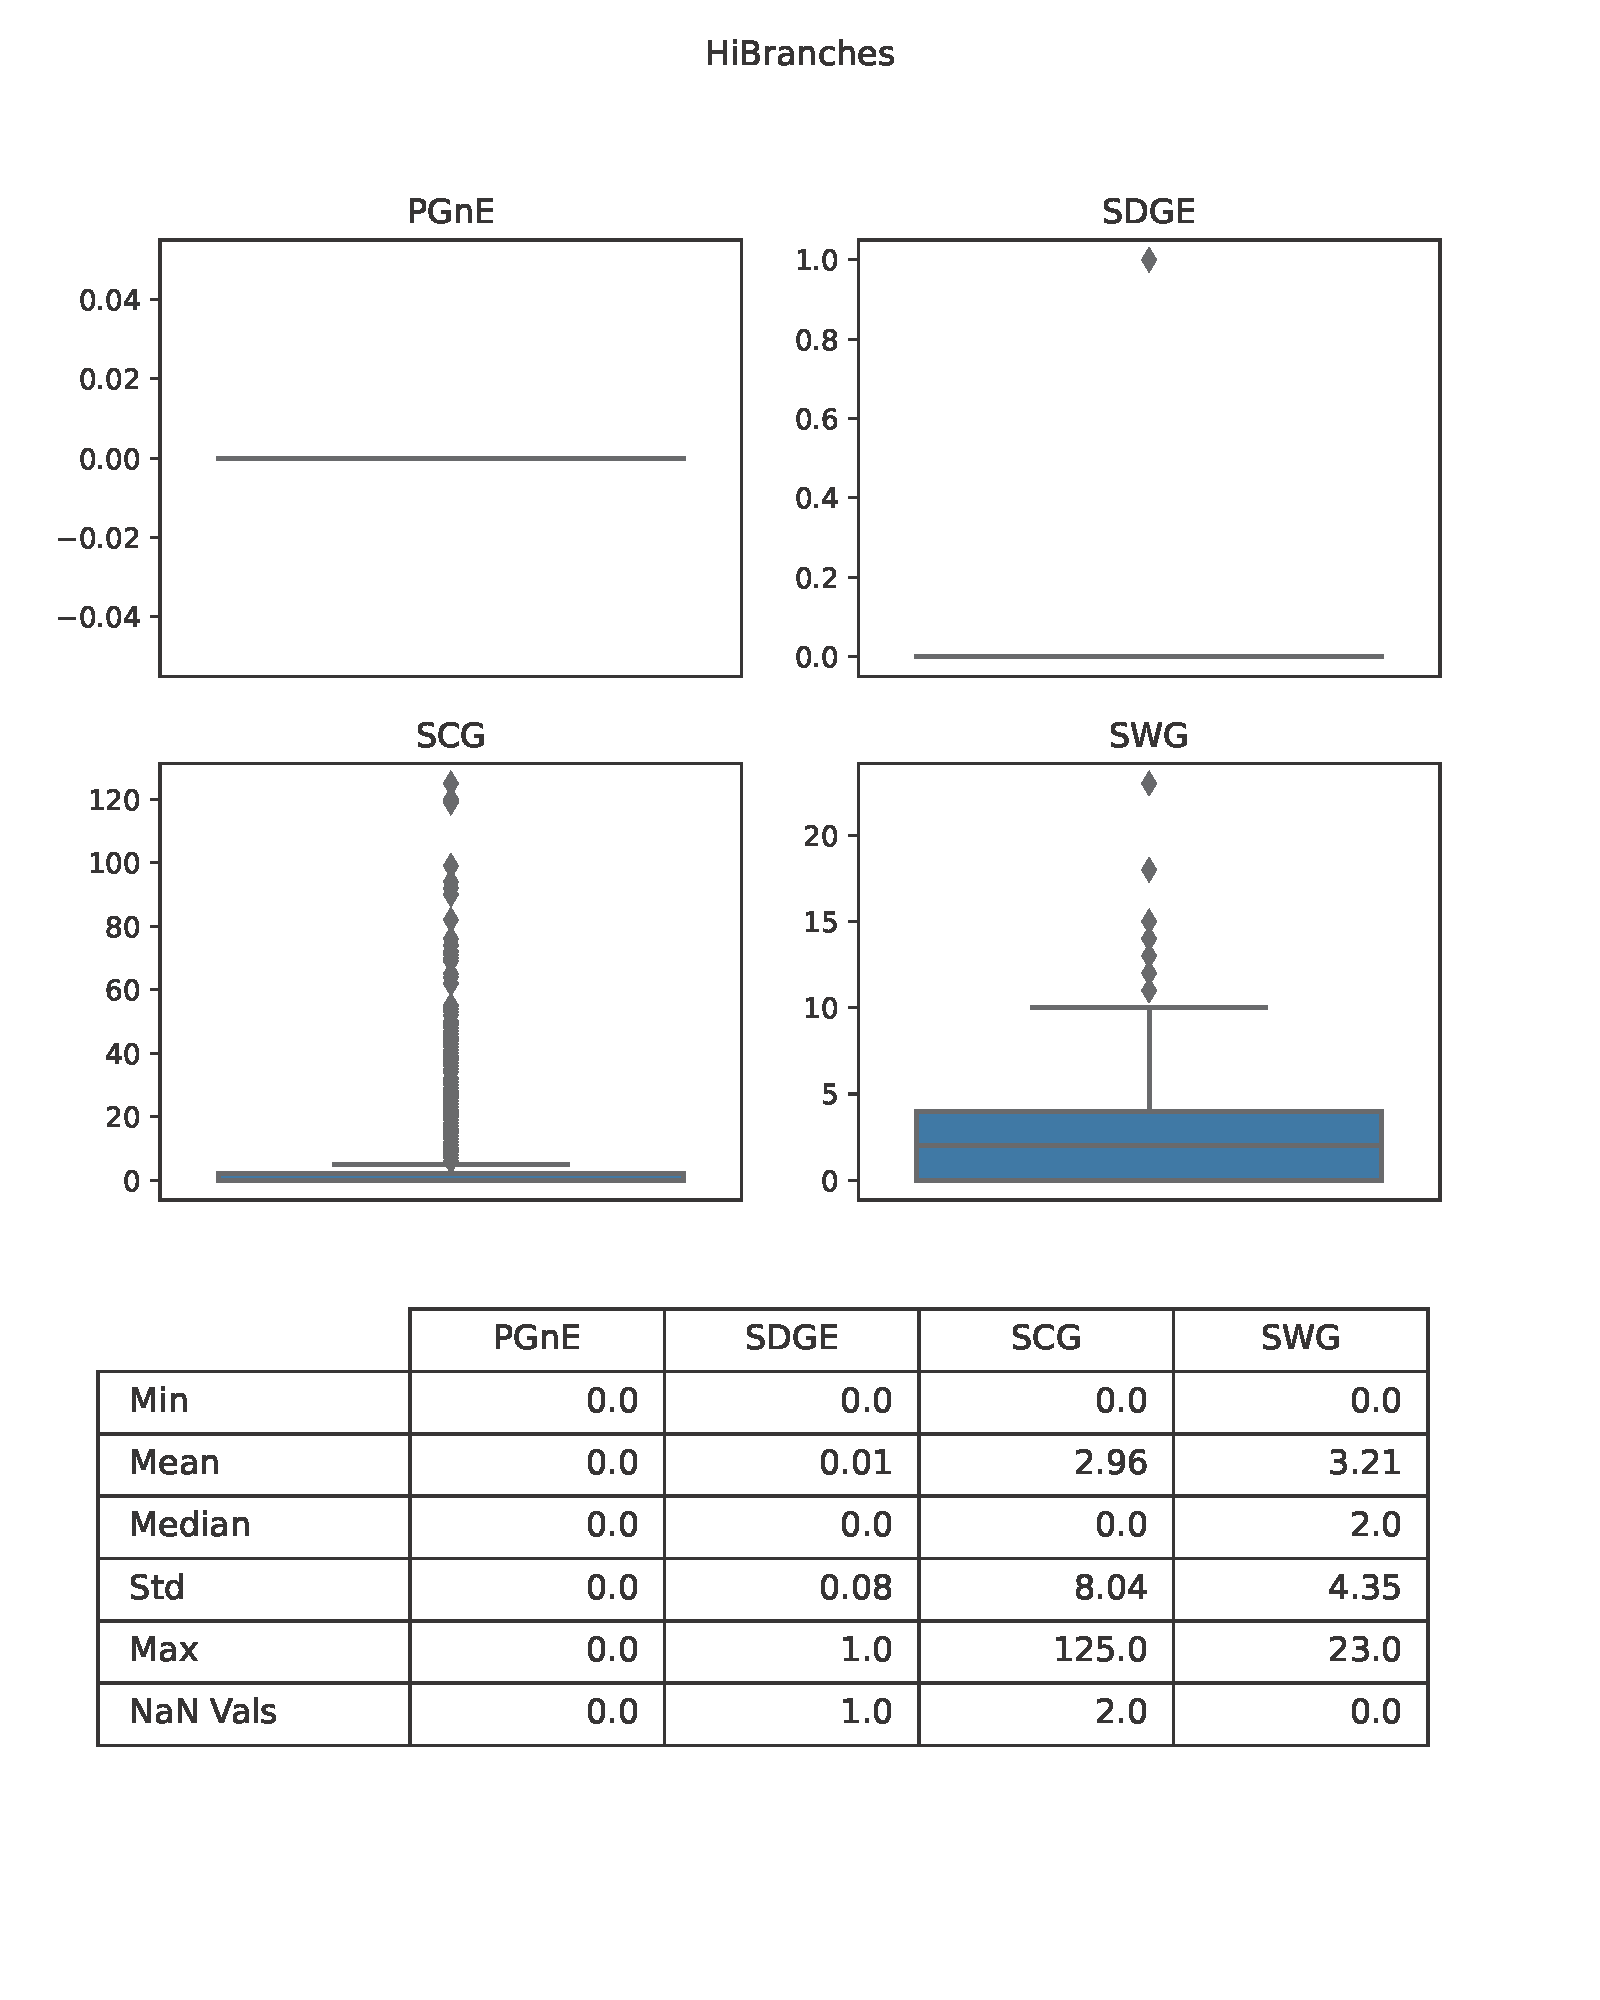 HiBranches
PGnE
0.04
0.02
0.00
−0.02
−0.04
SDGE
1.0
0.8
0.6
0.4
0.2
0.0
SCG
120
100
80
60
40
20
0
SWG
20
15
10
5
0
PGnE SDGE SCG SWG
Min 0.0 0.0 0.0 0.0
Mean 0.0 0.01 2.96 3.21
Median 0.0 0.0 0.0 2.0
Std 0.0 0.08 8.04 4.35
Max 0.0 1.0 125.0 23.0
NaN Vals 0.0 1.0 2.0 0.0